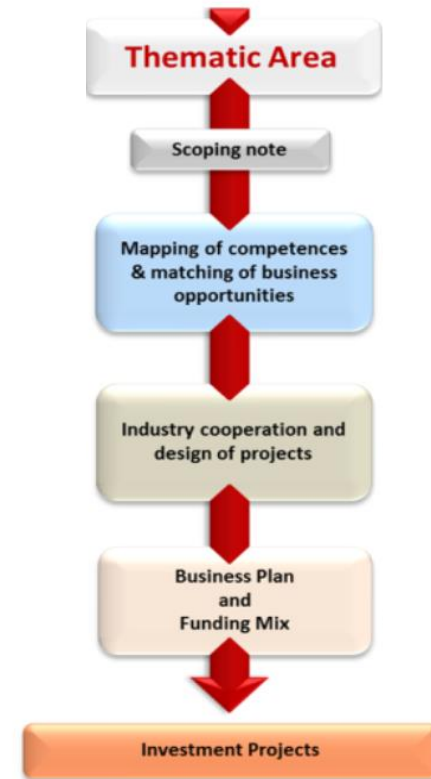 Thematic Area
Scoping note
Mapping of competences
& matching of business
opportunities
Industry cooperation and
design of projects
Business Plan
and
Funding Mix
Investment Projects